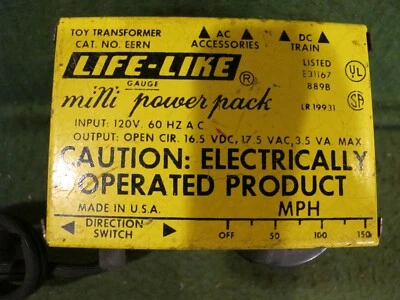 TOY TRANSFORMER
CAT. NO. EERN
▲ AC ▲
ACCESSORIES
▲ DC ▲
TRAIN
LIFE-LIKE ®
GAUGE
miNi power pack
LISTED
E31167
889B
UL
LR 19931
SA
INPUT: 120V. 60 HZ A C
OUTPUT: OPEN CIR. 16.5 VDC, 17.5 VAC, 3.5 VA. MAX.
CAUTION: ELECTRICALLY
OPERATED PRODUCT
MADE IN U.S.A.
MPH
◄ DIRECTION ►
SWITCH
OFF 50 100 150